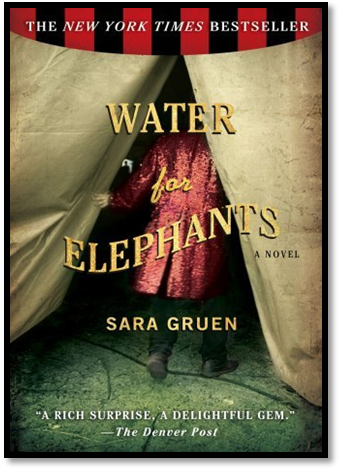 THE NEW YORK TIMES BESTSELLER
WATER
for
ELEPHANTS
A NOVEL
SARA GRUEN
“A RICH SURPRISE, A DELIGHTFUL GEM.”
—The Denver Post